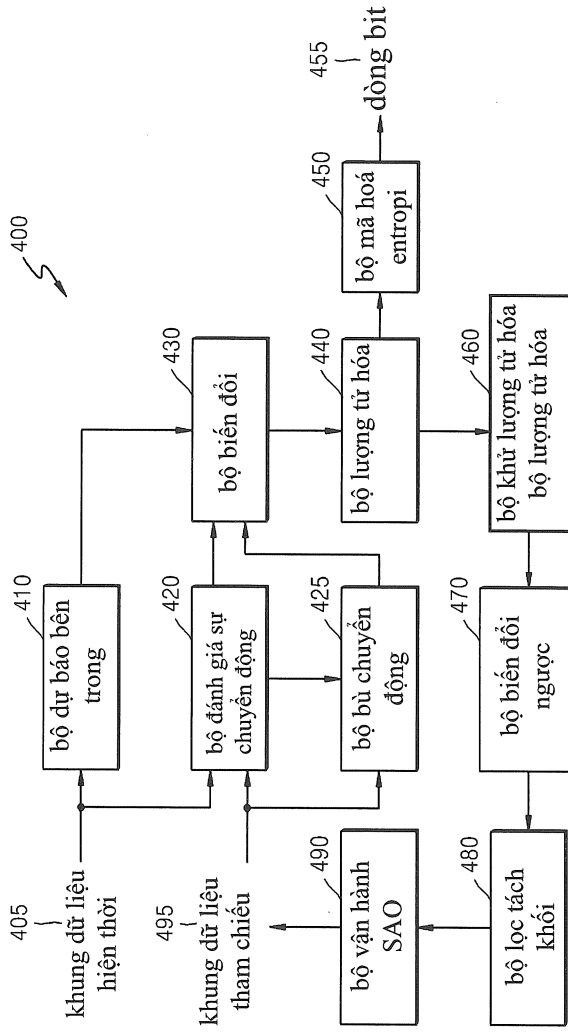 400
405
khung dữ liệu
hiện thời
410
bộ dự báo bên
trong
430
bộ biến đổi
495
khung dữ liệu
tham chiếu
420
bộ đánh giá sự
chuyển động
425
bộ bù chuyển
động
440
bộ lượng tử hóa
450
bộ mã hoá
entropi
455
dòng bit
490
bộ vận hành
SAO
480
bộ lọc tách
khối
470
bộ biến đổi
ngược
460
bộ khử lượng tử hóa
bộ lượng tử hóa